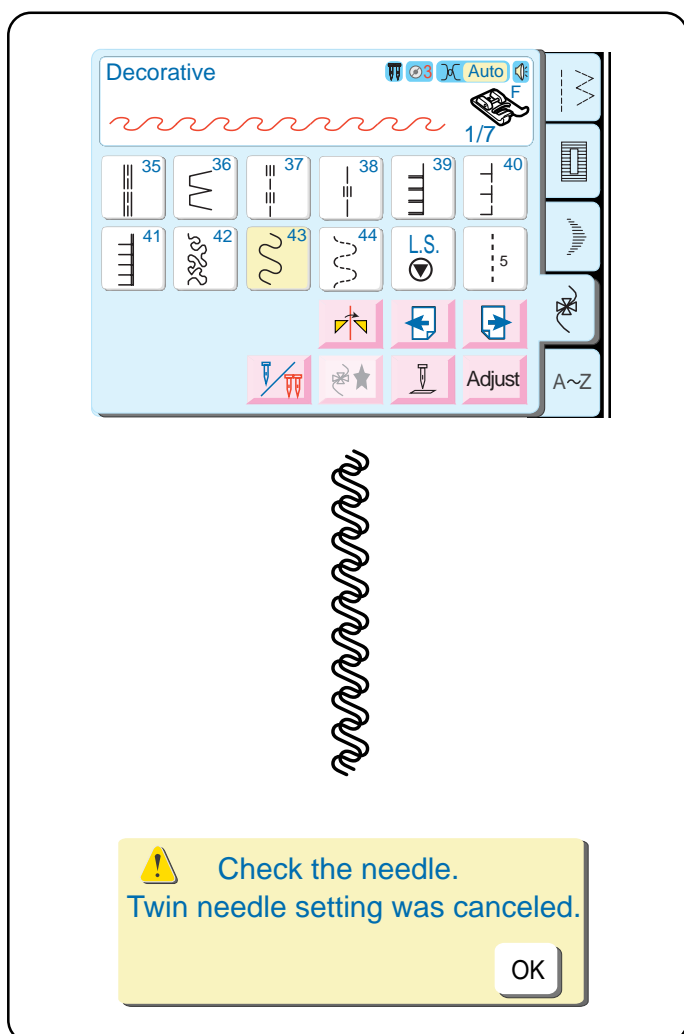 Decorative 3 Auto
F
1/7
35 36 37 38 39 40
41 42 43 44 L.S. 5
Adjust
A~Z
Check the needle.
Twin needle setting was canceled.
OK